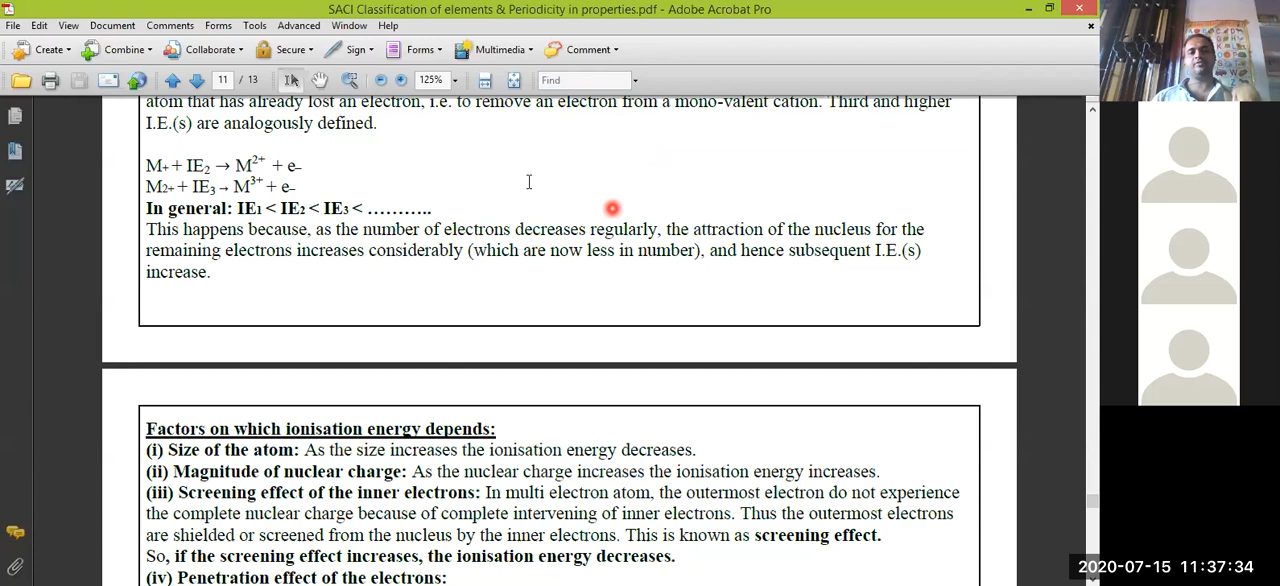 SACI Classification of elements & Periodicity in properties.pdf - Adobe Acrobat Pro
File Edit View Document Comments Forms Tools Advanced Window Help
Create Combine Collaborate Secure Sign Forms Multimedia Comment
11 / 13 125% Find
atom that has already lost an electron, i.e. to remove an electron from a mono-valent cation. Third and higher
I.E.(s) are analogously defined.
M+ + IE2 → M2+ + e–
M2+ + IE3 → M3+ + e–
In general: IE1 < IE2 < IE3 < ………..
This happens because, as the number of electrons decreases regularly, the attraction of the nucleus for the
remaining electrons increases considerably (which are now less in number), and hence subsequent I.E.(s)
increase.
Factors on which ionisation energy depends:
(i) Size of the atom: As the size increases the ionisation energy decreases.
(ii) Magnitude of nuclear charge: As the nuclear charge increases the ionisation energy increases.
(iii) Screening effect of the inner electrons: In multi electron atom, the outermost electron do not experience
the complete nuclear charge because of complete intervening of inner electrons. Thus the outermost electrons
are shielded or screened from the nucleus by the inner electrons. This is known as screening effect.
So, if the screening effect increases, the ionisation energy decreases.
(iv) Penetration effect of the electrons:
2020-07-15 11:37:34